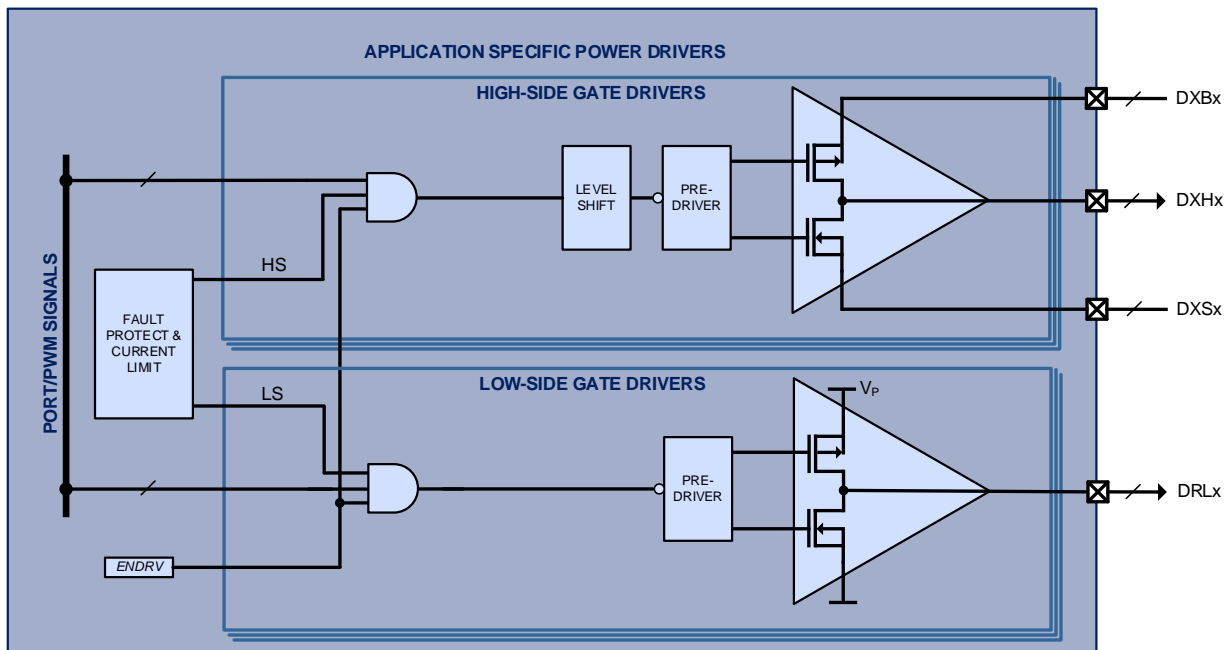 APPLICATION SPECIFIC POWER DRIVERS
HIGH-SIDE GATE DRIVERS
DXBx
LEVEL
SHIFT
PRE-
DRIVER
DXHx
PORT/PWM SIGNALS
HS
FAULT
PROTECT &
CURRENT
LIMIT
DXSx
LOW-SIDE GATE DRIVERS
LS
VP
PRE-
DRIVER
DRLx
ENDRV